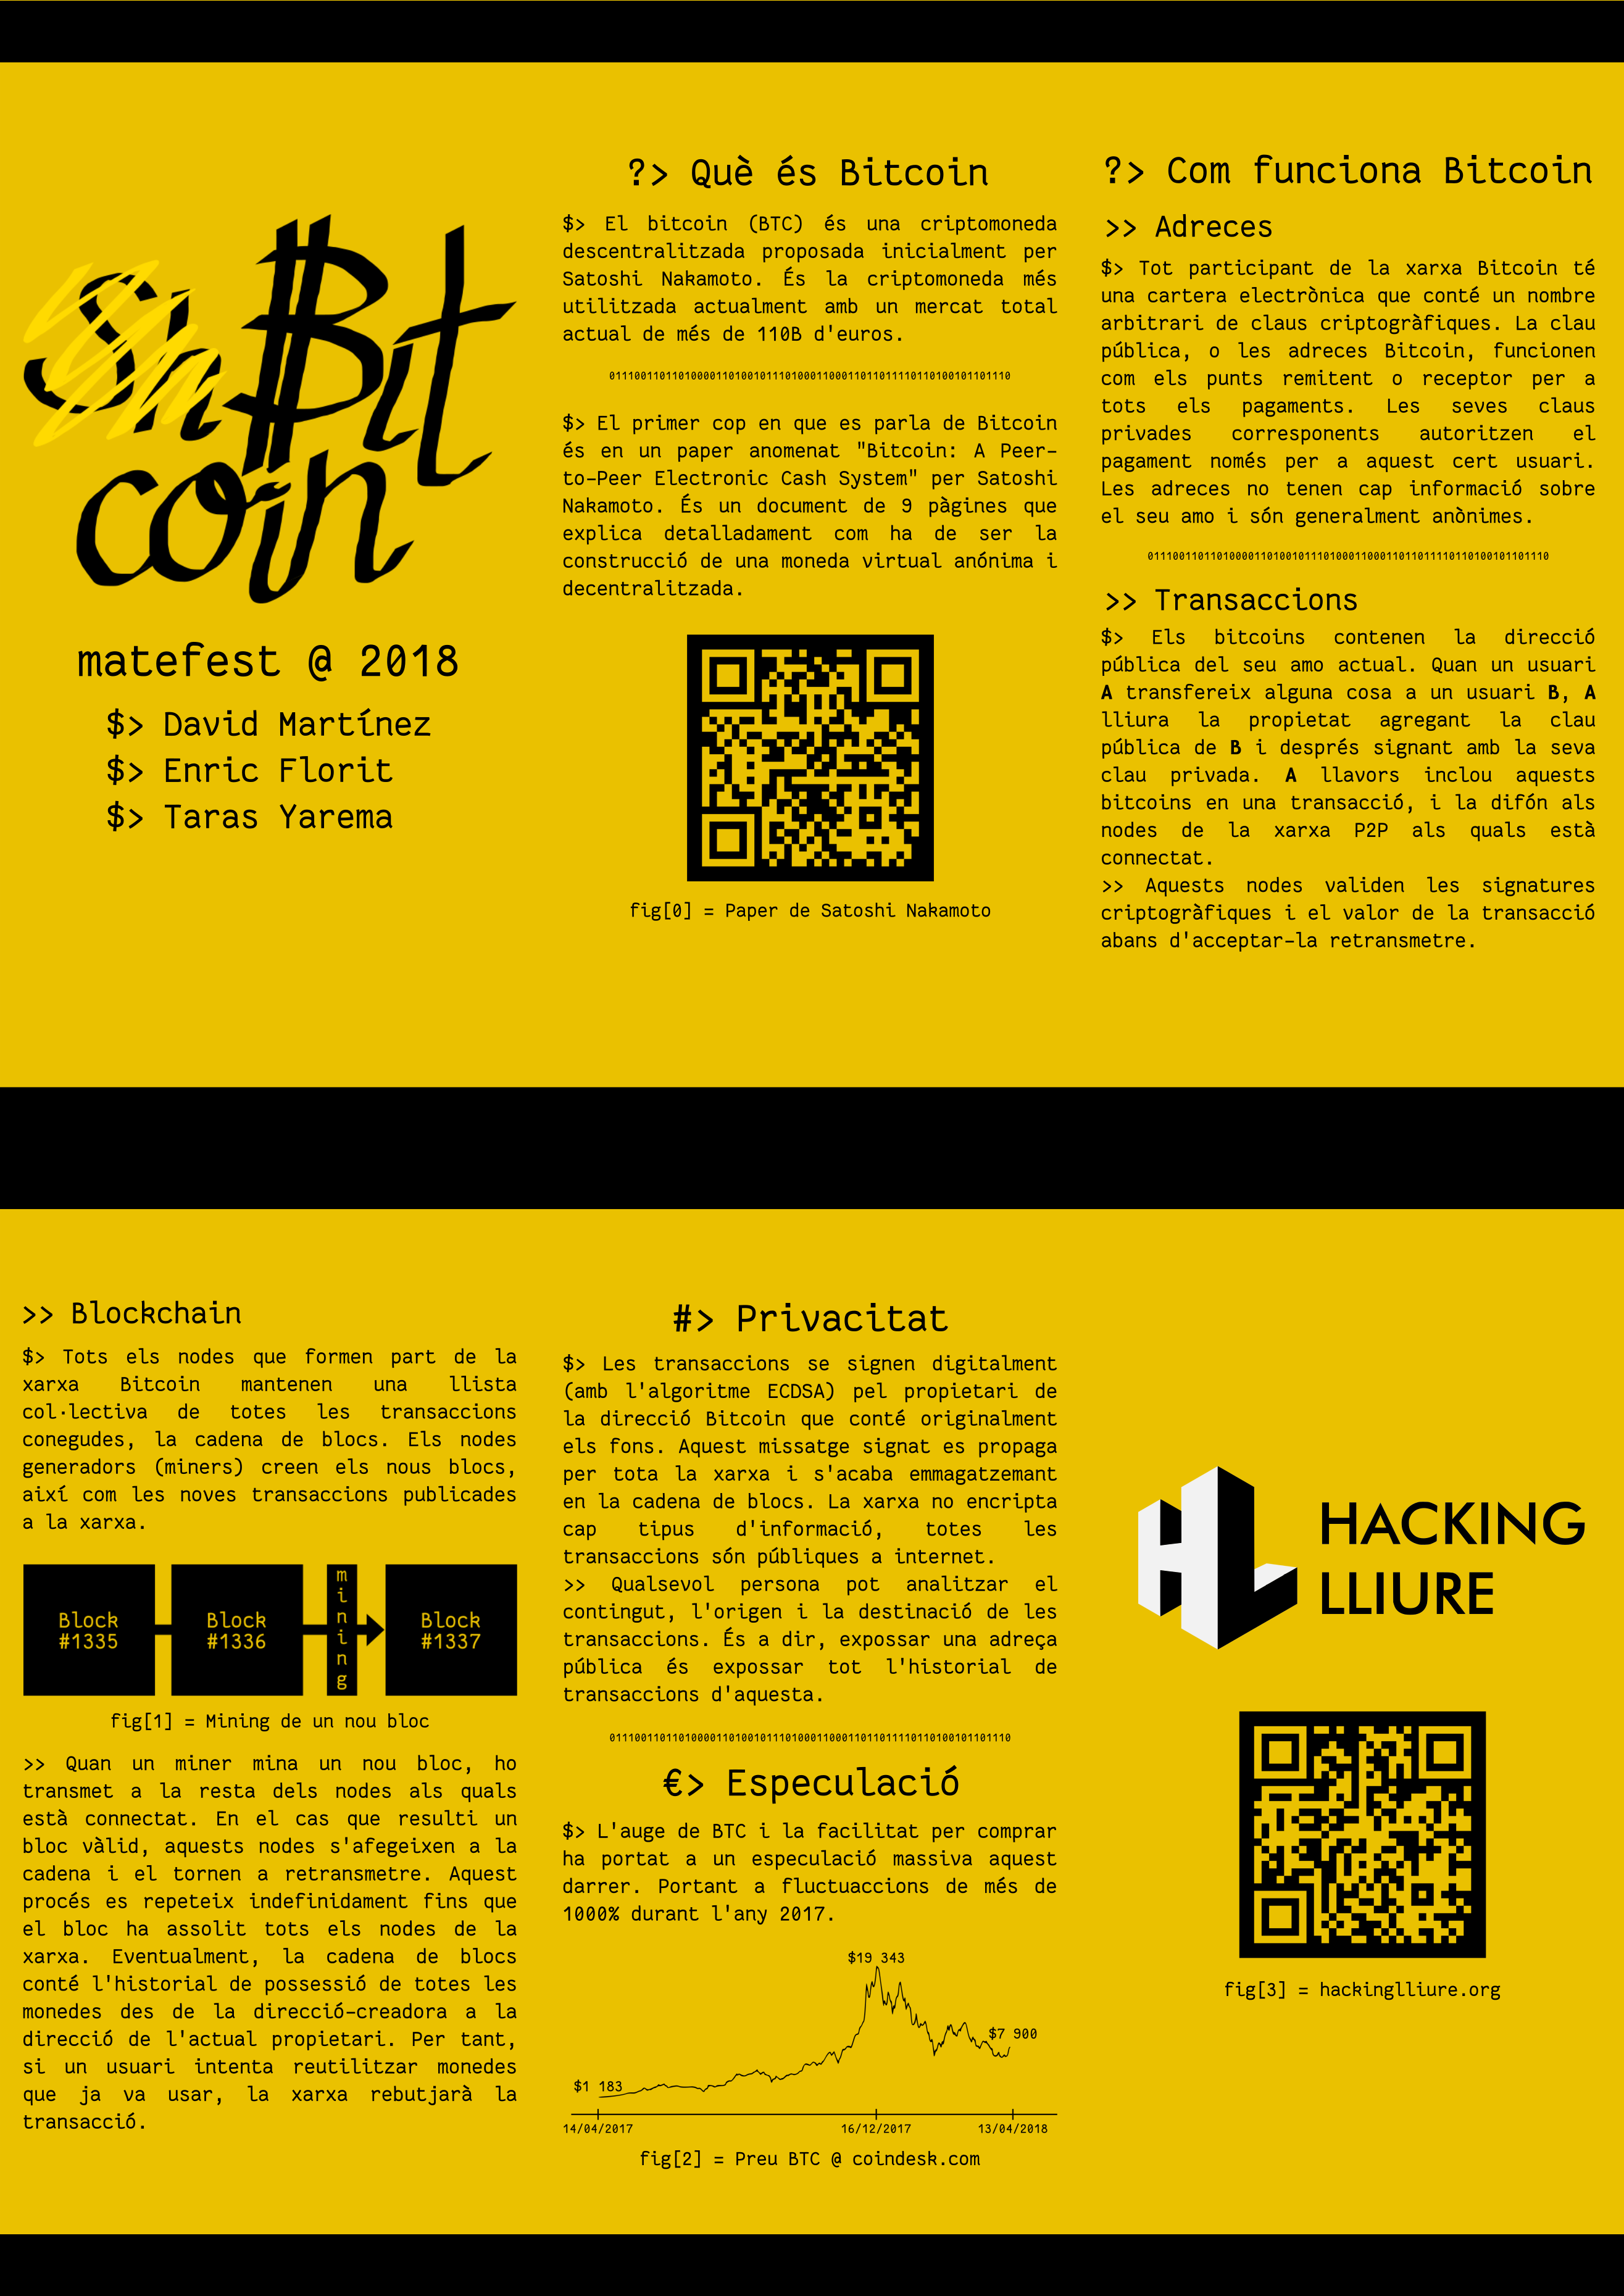 Bit
coin
matefest @ 2018
$> David Martínez
$> Enric Florit
$> Taras Yarema
?> Què és Bitcoin
$> El bitcoin (BTC) és una criptomoneda
descentralitzada proposada inicialment per
Satoshi Nakamoto. És la criptomoneda més
utilitzada actualment amb un mercat total
actual de més de 110B d'euros.
0111001101101000011010010111010001100011011011110110100101101110
$> El primer cop en que es parla de Bitcoin
és en un paper anomenat "Bitcoin: A Peer-
to-Peer Electronic Cash System" per Satoshi
Nakamoto. És un document de 9 pàgines que
explica detalladament com ha de ser la
construcció de una moneda virtual anónima i
decentralitzada.
fig[0] = Paper de Satoshi Nakamoto
?> Com funciona Bitcoin
>> Adreces
$> Tot participant de la xarxa Bitcoin té
una cartera electrònica que conté un nombre
arbitrari de claus criptogràfiques. La clau
pública, o les adreces Bitcoin, funcionen
com els punts remitent o receptor per a
tots els pagaments. Les seves claus
privades corresponents autoritzen el
pagament només per a aquest cert usuari.
Les adreces no tenen cap informació sobre
el seu amo i són generalment anònimes.
0111001101101000011010010111010001100011011011110110100101101110
>> Transaccions
$> Els bitcoins contenen la direcció
pública del seu amo actual. Quan un usuari
A transfereix alguna cosa a un usuari B, A
lliura la propietat agregant la clau
pública de B i després signant amb la seva
clau privada. A llavors inclou aquests
bitcoins en una transacció, i la difón als
nodes de la xarxa P2P als quals està
connectat.
>> Aquests nodes validen les signatures
criptogràfiques i el valor de la transacció
abans d'acceptar-la retransmetre.
>> Blockchain
$> Tots els nodes que formen part de la
xarxa Bitcoin mantenen una llista
col·lectiva de totes les transaccions
conegudes, la cadena de blocs. Els nodes
generadors (miners) creen els nous blocs,
així com les noves transaccions publicades
a la xarxa.
Block
#1335
Block
#1336
mining
Block
#1337
fig[1] = Mining de un nou bloc
>> Quan un miner mina un nou bloc, ho
transmet a la resta dels nodes als quals
està connectat. En el cas que resulti un
bloc vàlid, aquests nodes s'afegeixen a la
cadena i el tornen a retransmetre. Aquest
procés es repeteix indefinidament fins que
el bloc ha assolit tots els nodes de la
xarxa. Eventualment, la cadena de blocs
conté l'historial de possessió de totes les
monedes des de la direcció-creadora a la
direcció de l'actual propietari. Per tant,
si un usuari intenta reutilitzar monedes
que ja va usar, la xarxa rebutjarà la
transacció.
#> Privacitat
$> Les transaccions se signen digitalment
(amb l'algoritme ECDSA) pel propietari de
la direcció Bitcoin que conté originalment
els fons. Aquest missatge signat es propaga
per tota la xarxa i s'acaba emmagatzemant
en la cadena de blocs. La xarxa no encripta
cap tipus d'informació, totes les
transaccions són públiques a internet.
>> Qualsevol persona pot analitzar el
contingut, l'origen i la destinació de les
transaccions. És a dir, expossar una adreça
pública és expossar tot l'historial de
transaccions d'aquesta.
0111001101101000011010010111010001100011011011110110100101101110
€> Especulació
$> L'auge de BTC i la facilitat per comprar
ha portat a un especulació massiva aquest
darrer. Portant a fluctuaccions de més de
1000% durant l'any 2017.
$19 343
$7 900
$1 183
14/04/2017
16/12/2017
13/04/2018
fig[2] = Preu BTC @ coindesk.com
HL
HACKING
LLIURE
fig[3] = hackinglliure.org